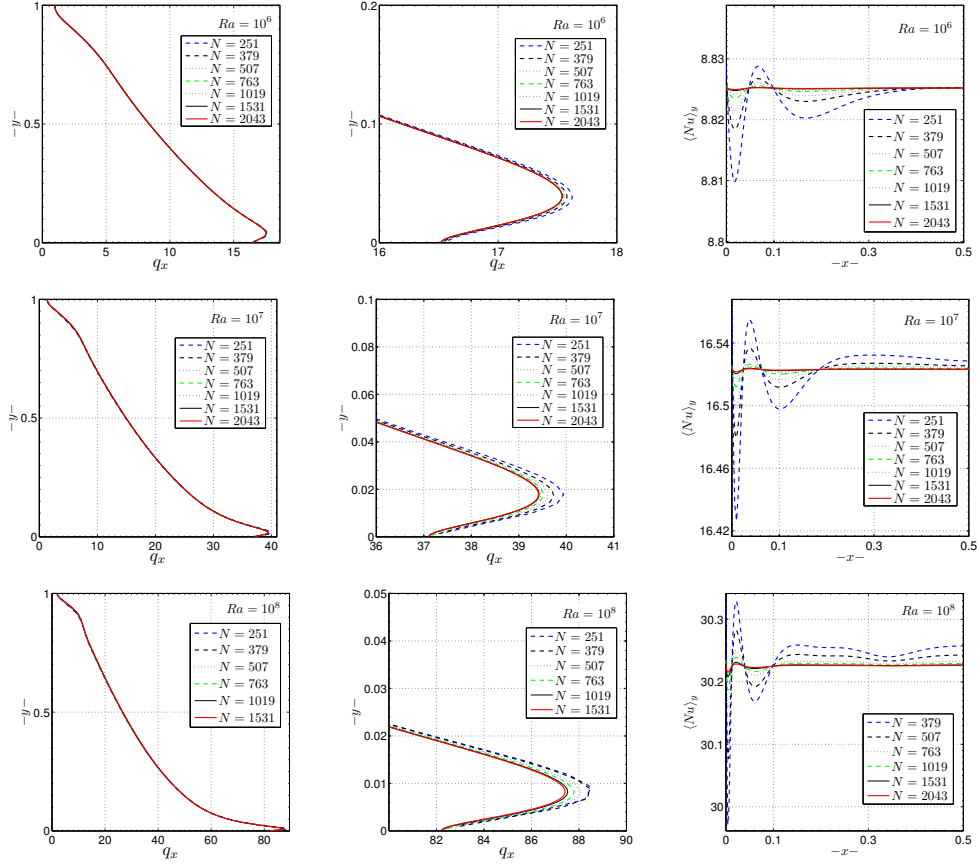 Ra = 10^6
N = 251
N = 379
N = 507
N = 763
N = 1019
N = 1531
N = 2043
1
0.5
0
−y−
0 5 10 15
q_x
Ra = 10^6
N = 251
N = 379
N = 507
N = 763
N = 1019
N = 1531
N = 2043
0.2
0.1
0
−y−
16 17 18
q_x
Ra = 10^6
N = 251
N = 379
N = 507
N = 763
N = 1019
N = 1531
N = 2043
8.83
8.82
8.81
8.8
⟨Nu⟩_y
0 0.1 0.3 0.5
−x−
Ra = 10^7
N = 251
N = 379
N = 507
N = 763
N = 1019
N = 1531
N = 2043
1
0.5
0
−y−
0 10 20 30 40
q_x
Ra = 10^7
N = 251
N = 379
N = 507
N = 763
N = 1019
N = 1531
N = 2043
0.1
0.08
0.06
0.04
0.02
0
−y−
36 37 38 39 40 41
q_x
Ra = 10^7
N = 251
N = 379
N = 507
N = 763
N = 1019
N = 1531
N = 2043
16.54
16.5
16.46
16.42
⟨Nu⟩_y
0 0.1 0.3 0.5
−x−
Ra = 10^8
N = 251
N = 379
N = 507
N = 763
N = 1019
N = 1531
1
0.5
0
−y−
0 20 40 60 80
q_x
Ra = 10^8
N = 251
N = 379
N = 507
N = 763
N = 1019
N = 1531
0.05
0.04
0.03
0.02
0.01
0
−y−
82 84 86 88 90
q_x
Ra = 10^8
N = 379
N = 507
N = 763
N = 1019
N = 1531
N = 2043
30.3
30.2
30.1
30
⟨Nu⟩_y
0 0.1 0.3 0.5
−x−